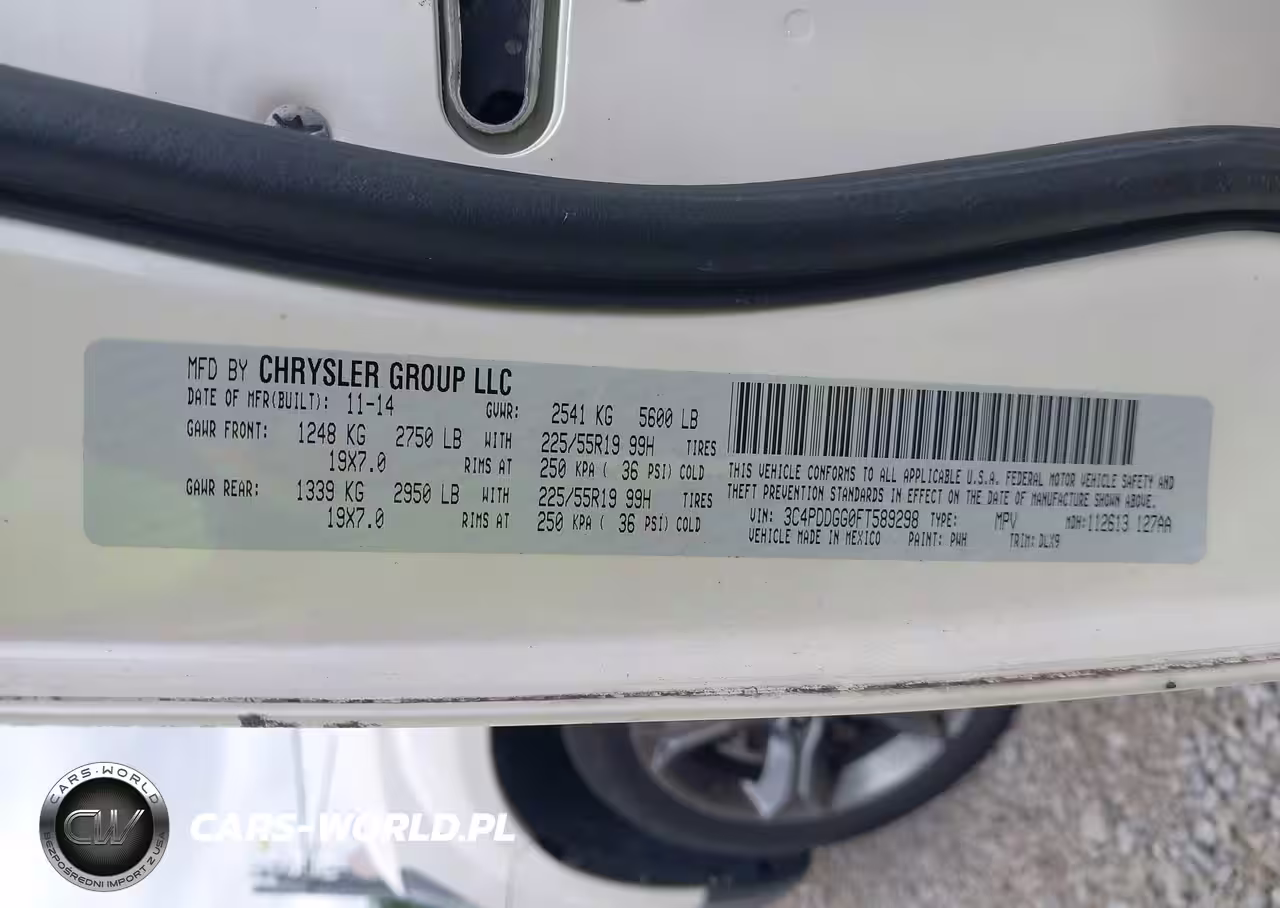 MFD BY CHRYSLER GROUP LLC
DATE OF MFR(BUILT): 11-14 GVWR: 2541 KG 5600 LB
GAWR FRONT: 1248 KG 2750 LB WITH 225/55R19 99H TIRES
19X7.0 RIMS AT 250 KPA ( 36 PSI) COLD
GAWR REAR: 1339 KG 2950 LB WITH 225/55R19 99H TIRES
19X7.0 RIMS AT 250 KPA ( 36 PSI) COLD
THIS VEHICLE CONFORMS TO ALL APPLICABLE U.S.A. FEDERAL MOTOR VEHICLE SAFETY AND
THEFT PREVENTION STANDARDS IN EFFECT ON THE DATE OF MANUFACTURE SHOWN ABOVE.
VIN: 3C4PDDGG0FT589298 TYPE: MPV MDH:112613 127AA
VEHICLE MADE IN MEXICO PAINT: PWH TRIM: DLX9
CARS-WORLD
CW
BEZPOŚREDNI IMPORT Z USA
CARS-WORLD.PL